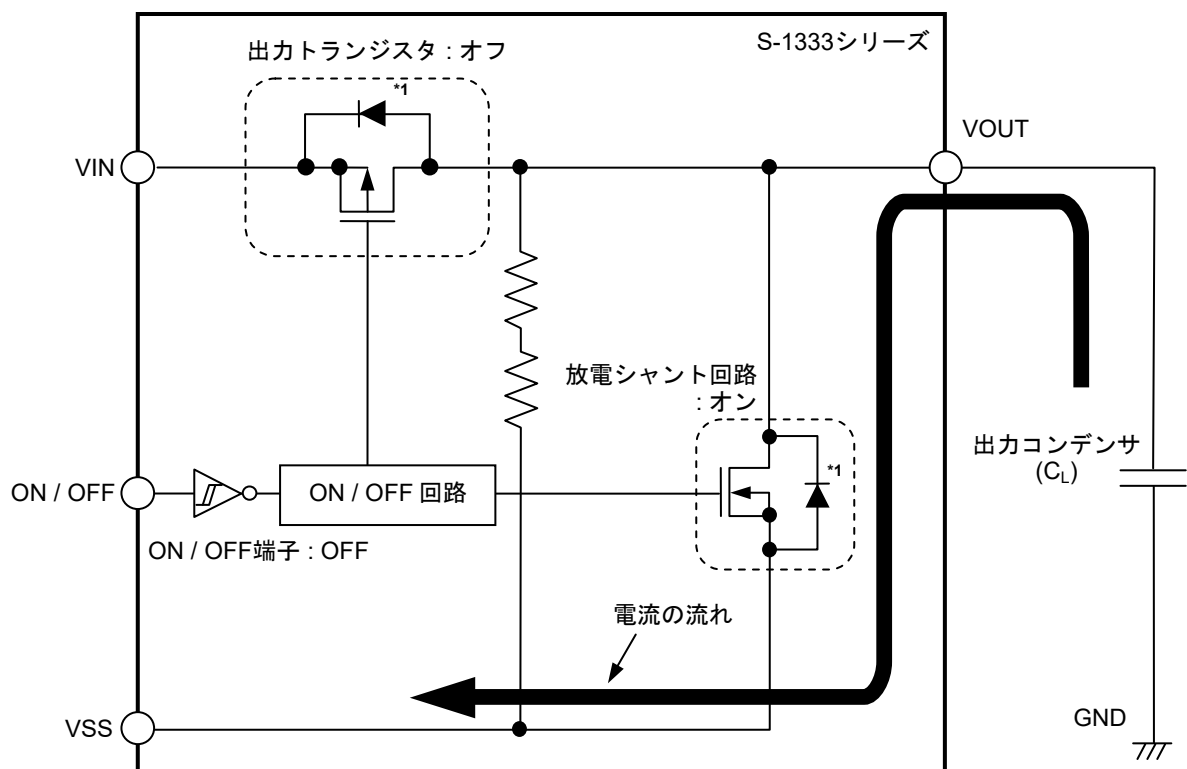 S-1333シリーズ
出力トランジスタ : オフ
*1
VOUT
VIN
放電シャント回路
: オン
*1
出力コンデンサ
(CL)
ON / OFF
ON / OFF 回路
ON / OFF端子 : OFF
電流の流れ
VSS
GND